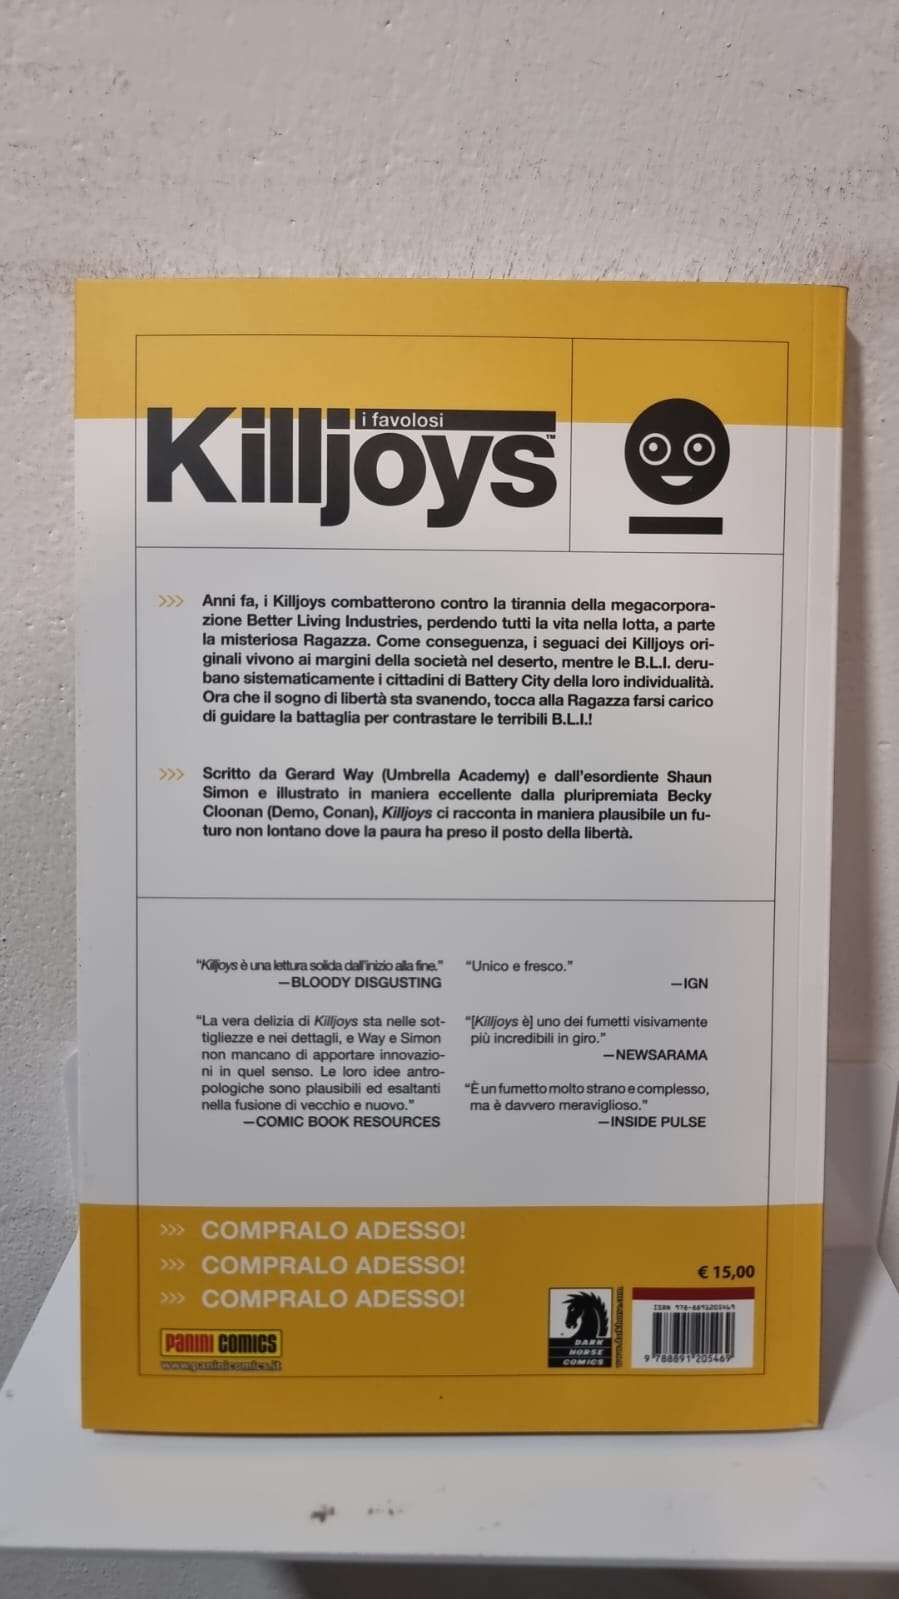 i favolosi
Killjoys™
>>> Anni fa, i Killjoys combatterono contro la tirannia della megacorpora-
zione Better Living Industries, perdendo tutti la vita nella lotta, a parte
la misteriosa Ragazza. Come conseguenza, i seguaci dei Killjoys ori-
ginali vivono ai margini della società nel deserto, mentre le B.L.I. deru-
bano sistematicamente i cittadini di Battery City della loro individualità.
Ora che il sogno di libertà sta svanendo, tocca alla Ragazza farsi carico
di guidare la battaglia per contrastare le terribili B.L.I.!
>>> Scritto da Gerard Way (Umbrella Academy) e dall'esordiente Shaun
Simon e illustrato in maniera eccellente dalla pluripremiata Becky
Cloonan (Demo, Conan), Killjoys ci racconta in maniera plausibile un fu-
turo non lontano dove la paura ha preso il posto della libertà.
“Killjoys è una lettura solida dall'inizio alla fine.”
—BLOODY DISGUSTING
“La vera delizia di Killjoys sta nelle sot-
tigliezze e nei dettagli, e Way e Simon
non mancano di apportare innovazio-
ni in quel senso. Le loro idee antro-
pologiche sono plausibili ed esaltanti
nella fusione di vecchio e nuovo.”
—COMIC BOOK RESOURCES
“Unico e fresco.”
—IGN
“[Killjoys è] uno dei fumetti visivamente
più incredibili in giro.”
—NEWSARAMA
“È un fumetto molto strano e complesso,
ma è davvero meraviglioso.”
—INSIDE PULSE
>>> COMPRALO ADESSO!
>>> COMPRALO ADESSO!
>>> COMPRALO ADESSO!
PANINI COMICS
www.paninicomics.it
DARK
HORSE
COMICS
€ 15,00
ISBN 978-8891205469
9 788891 205469